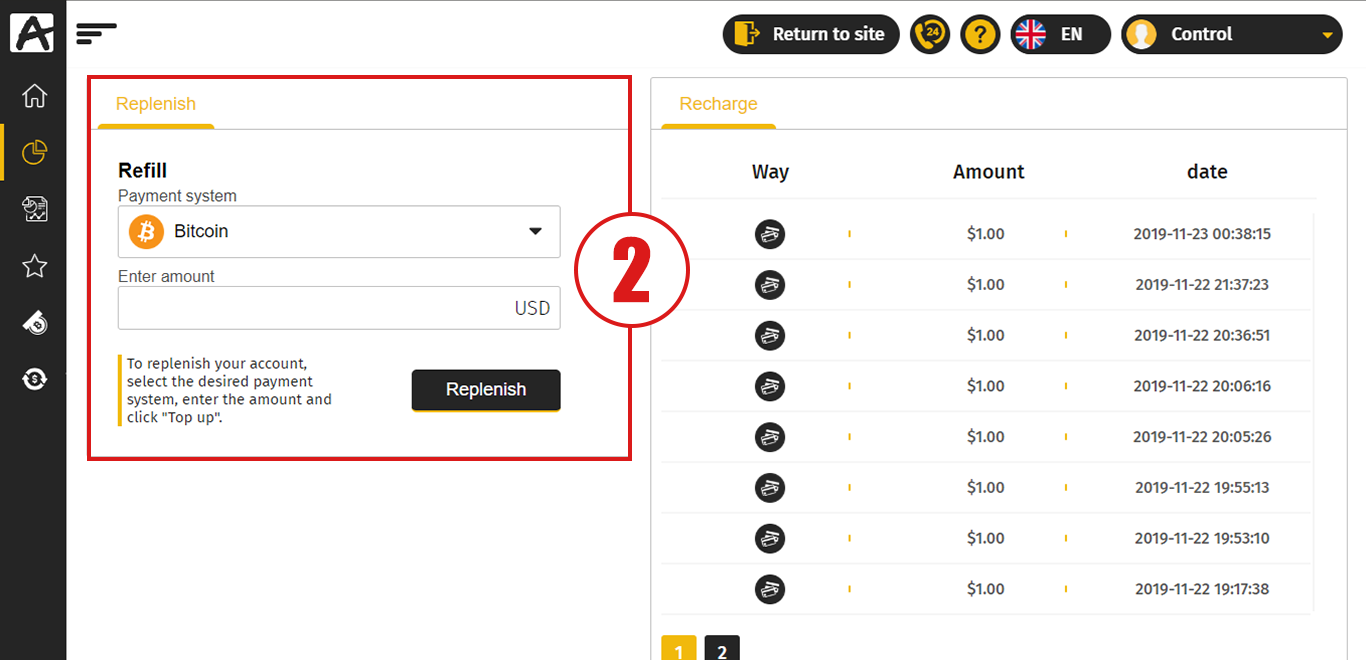 Return to site
24
?
EN
Control
Replenish
Refill
Payment system
Bitcoin
Enter amount
USD
To replenish your account,
select the desired payment
system, enter the amount and
click "Top up".
Replenish
2
Recharge
Way Amount date
$1.00 2019-11-23 00:38:15
$1.00 2019-11-22 21:37:23
$1.00 2019-11-22 20:36:51
$1.00 2019-11-22 20:06:16
$1.00 2019-11-22 20:05:26
$1.00 2019-11-22 19:55:13
$1.00 2019-11-22 19:53:10
$1.00 2019-11-22 19:17:38
1 2